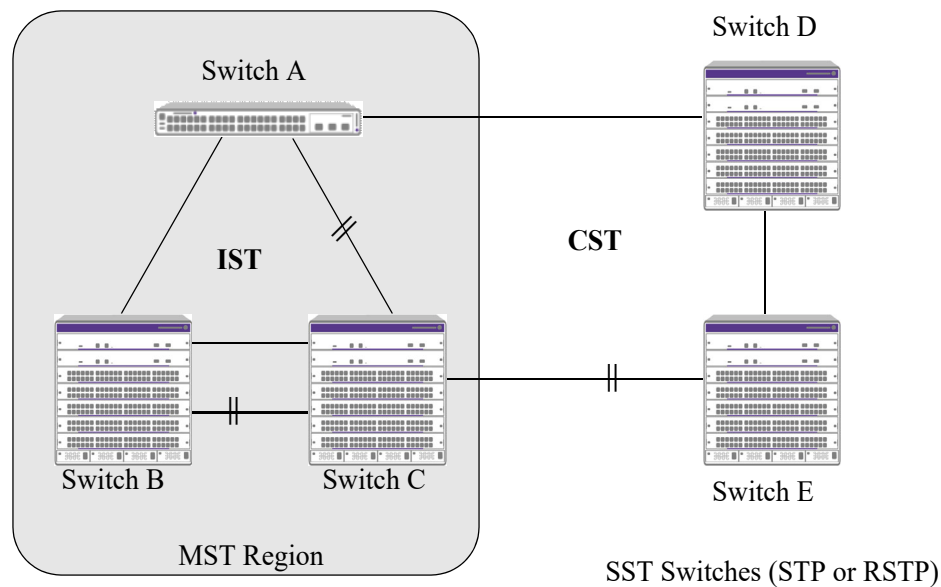 Switch D
Switch A
IST
CST
Switch B
Switch C
Switch E
MST Region
SST Switches (STP or RSTP)